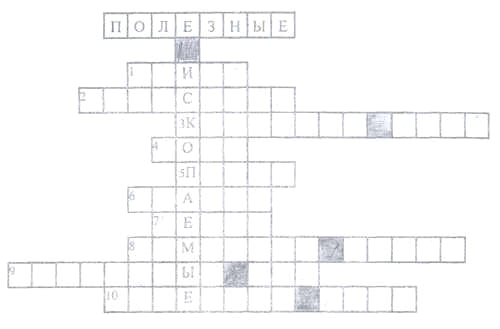 ПОЛЕЗНЫЕ
1 И
2 С
3К
4 О
5П
6 А
7 Е
8 М
9 Ы
10 Е